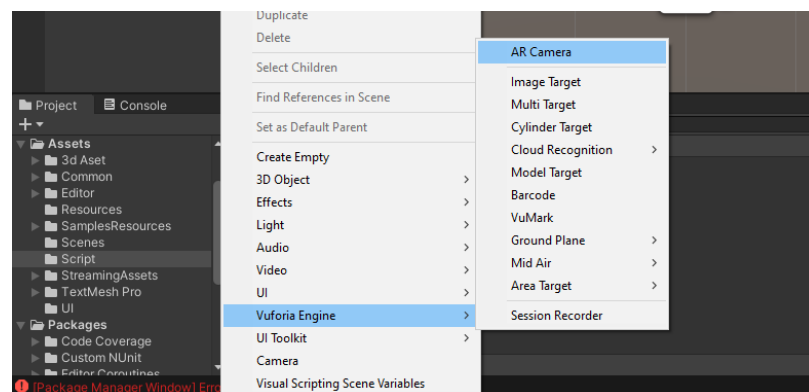 Duplicate
Delete
Select Children
Find References in Scene
Set as Default Parent
Create Empty
3D Object
Effects
Light
Audio
Video
UI
Vuforia Engine
UI Toolkit
Camera
Visual Scripting Scene Variables
AR Camera
Image Target
Multi Target
Cylinder Target
Cloud Recognition
Model Target
Barcode
VuMark
Ground Plane
Mid Air
Area Target
Session Recorder
Project Console
Assets
3d Aset
Common
Editor
Resources
SamplesResources
Scenes
Script
StreamingAssets
TextMesh Pro
UI
Packages
Code Coverage
Custom NUnit
Editor Coroutines
[Package Manager Window]